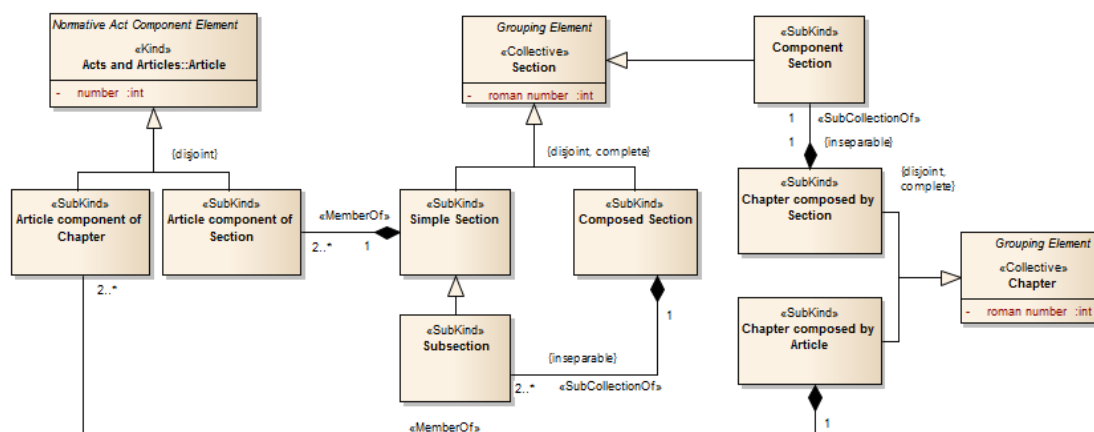 Normative Act Component Element
«Kind»
Acts and Articles::Article
- number :int
Grouping Element
«Collective»
Section
- roman number :int
«SubKind»
Component
Section
1
«SubCollectionOf»
1
{inseparable}
{disjoint}
{disjoint, complete}
{disjoint,
complete}
«SubKind»
Article component of
Chapter
«SubKind»
Article component of
Section
«MemberOf»
2..*
1
«SubKind»
Simple Section
«SubKind»
Composed Section
«SubKind»
Chapter composed by
Section
Grouping Element
«Collective»
Chapter
- roman number :int
2..*
1
«SubKind»
Subsection
{inseparable}
2..*
«SubCollectionOf»
«SubKind»
Chapter composed by
Article
«MemberOf»
1